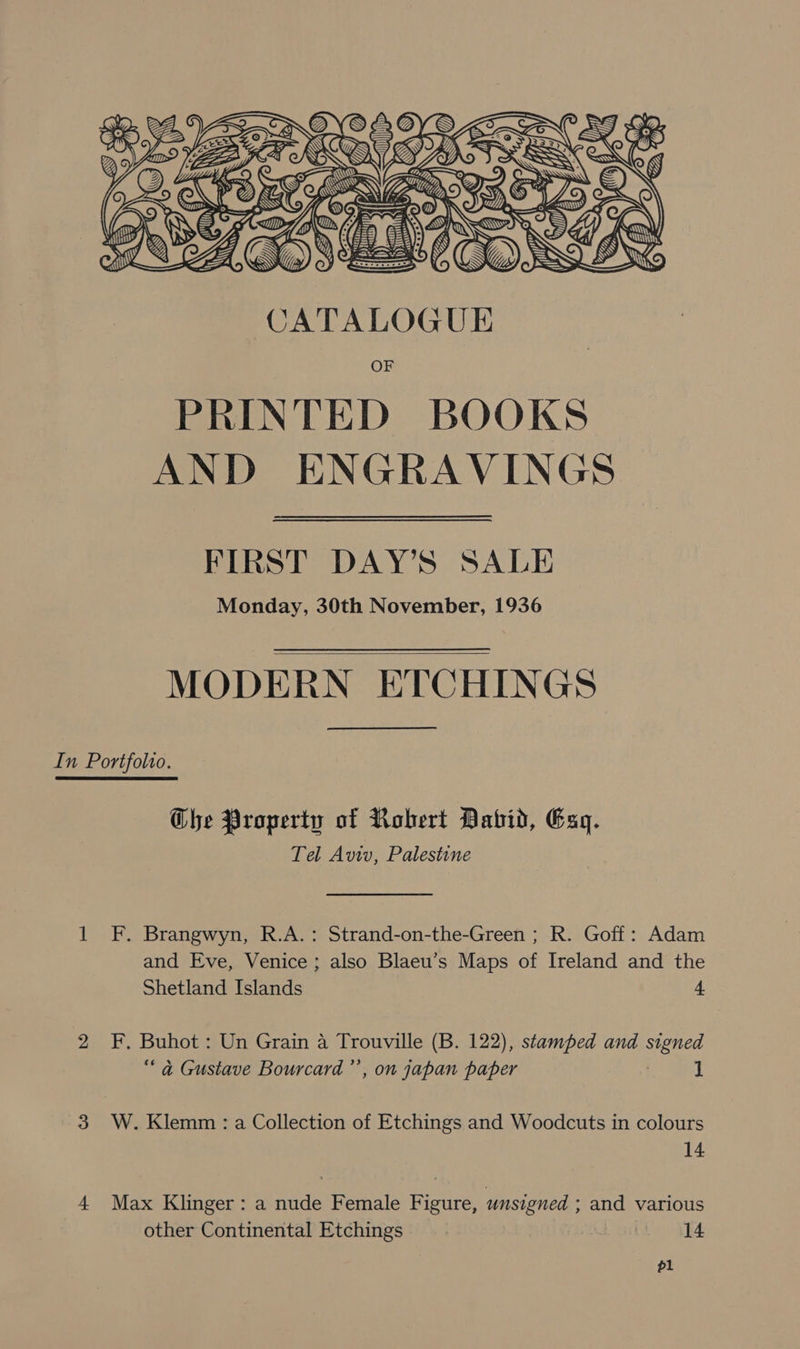 CATALOGUE
OF
PRINTED BOOKS
AND ENGRAVINGS
FIRST DAY'S SALE
Monday, 30th November, 1936
MODERN ETCHINGS
In Portfolio.
The Property of Robert David, Esq.
Tel Aviv, Palestine
1 F. Brangwyn, R.A. : Strand-on-the-Green ; R. Goff : Adam
and Eve, Venice ; also Blaeu's Maps of Ireland and the
Shetland Islands 4
2 F. Buhot : Un Grain à Trouville (B. 122), stamped and signed
“à Gustave Bourcard”, on japan paper 1
3 W. Klemm : a Collection of Etchings and Woodcuts in colours
14
4 Max Klinger : a nude Female Figure, unsigned ; and various
other Continental Etchings 14
p1